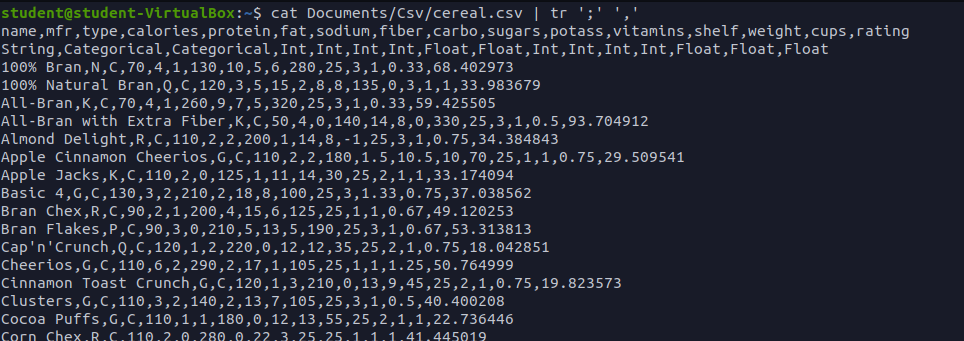 student@student-VirtualBox:~$ cat Documents/Csv/cereal.csv | tr ';' ','
name,mfr,type,calories,protein,fat,sodium,fiber,carbo,sugars,potass,vitamins,shelf,weight,cups,rating
String,Categorical,Categorical,Int,Int,Int,Int,Float,Float,Int,Int,Int,Int,Float,Float,Float
100% Bran,N,C,70,4,1,130,10,5,6,280,25,3,1,0.33,68.402973
100% Natural Bran,Q,C,120,3,5,15,2,8,8,135,0,3,1,1,33.983679
All-Bran,K,C,70,4,1,260,9,7,5,320,25,3,1,0.33,59.425505
All-Bran with Extra Fiber,K,C,50,4,0,140,14,8,0,330,25,3,1,0.5,93.704912
Almond Delight,R,C,110,2,2,200,1,14,8,-1,25,3,1,0.75,34.384843
Apple Cinnamon Cheerios,G,C,110,2,2,180,1.5,10.5,10,70,25,1,1,0.75,29.509541
Apple Jacks,K,C,110,2,0,125,1,11,14,30,25,2,1,1,33.174094
Basic 4,G,C,130,3,2,210,2,18,8,100,25,3,1.33,0.75,37.038562
Bran Chex,R,C,90,2,1,200,4,15,6,125,25,1,1,0.67,49.120253
Bran Flakes,P,C,90,3,0,210,5,13,5,190,25,3,1,0.67,53.313813
Cap'n'Crunch,Q,C,120,1,2,220,0,12,12,35,25,2,1,0.75,18.042851
Cheerios,G,C,110,6,2,290,2,17,1,105,25,1,1,1.25,50.764999
Cinnamon Toast Crunch,G,C,120,1,3,210,0,13,9,45,25,2,1,0.75,19.823573
Clusters,G,C,110,3,2,140,2,13,7,105,25,3,1,0.5,40.400208
Cocoa Puffs,G,C,110,1,1,180,0,12,13,55,25,2,1,1,22.736446
Corn Chex,R,C,110,2,0,280,0,22,3,25,25,1,1,1,41.445019